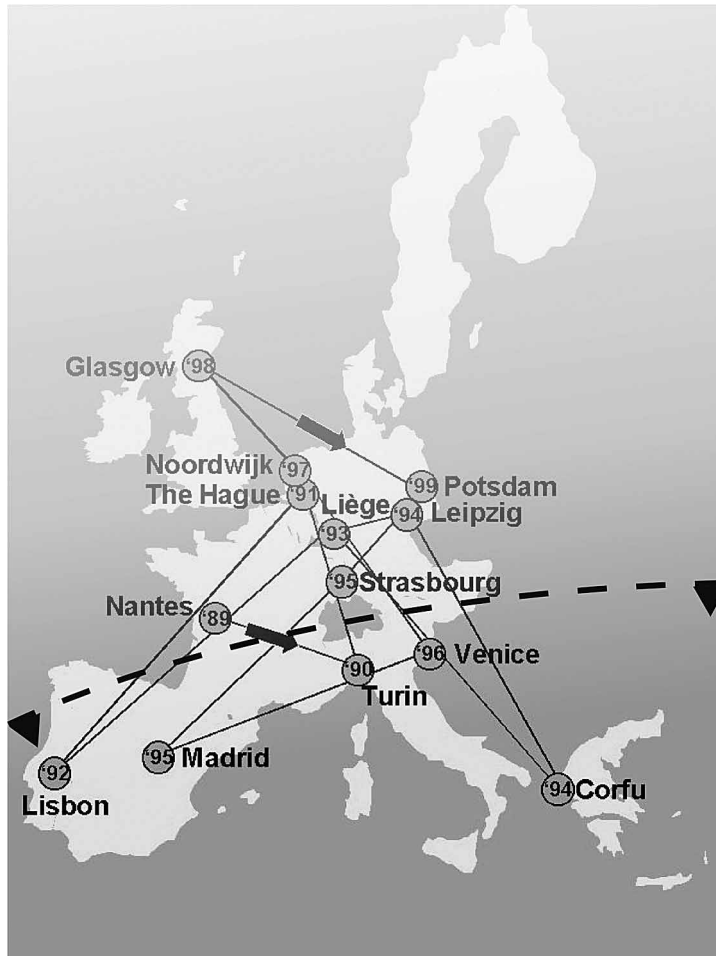 Glasgow ‘98
Noordwijk ‘97
The Hague ‘91
Liège
‘93
‘99 Potsdam
‘94 Leipzig
‘95 Strasbourg
Nantes ‘89
‘96 Venice
‘90
Turin
‘92
Lisbon
‘95 Madrid
‘94 Corfu